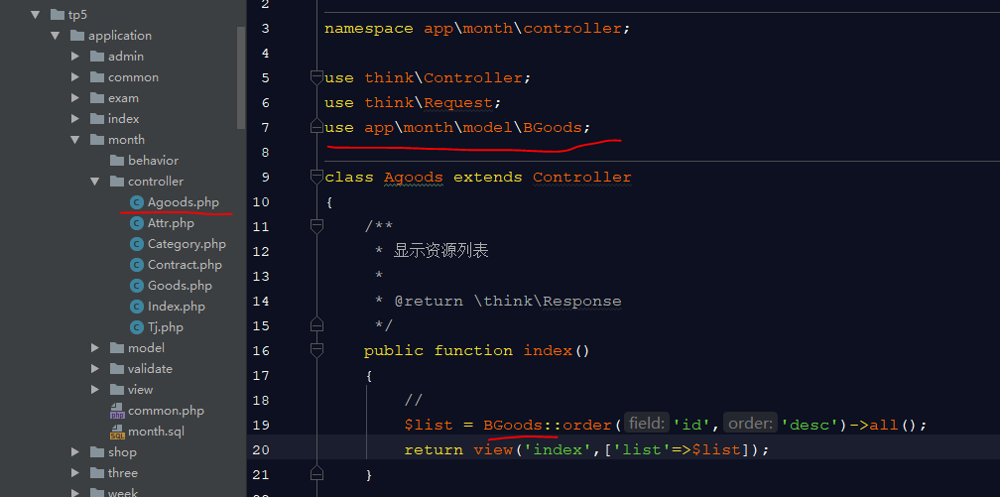 tp5
application
admin
common
exam
index
month
behavior
controller
Agoods.php
Attr.php
Category.php
Contract.php
Goods.php
Index.php
Tj.php
model
validate
view
common.php
month.sql
shop
three
week
2
3 namespace app\month\controller;
4
5 use think\Controller;
6 use think\Request;
7 use app\month\model\BGoods;
8
9 class Agoods extends Controller
10 {
11 /**
12 * 显示资源列表
13 *
14 * @return \think\Response
15 */
16 public function index()
17 {
18 //
19 $list = BGoods::order( field: 'id', order: 'desc')->all();
20 return view('index',['list'=>$list]);
21 }